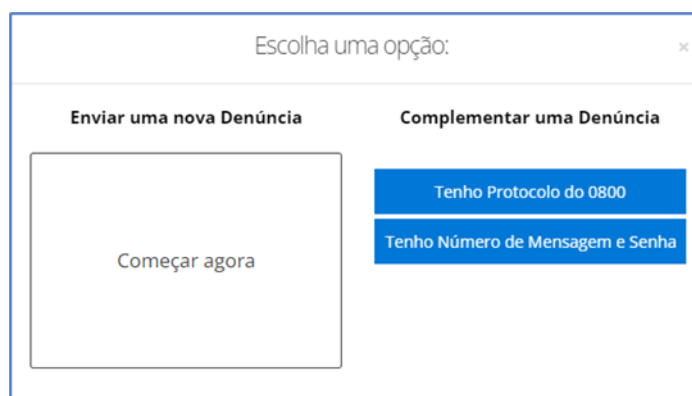 Escolha uma opção:
×
Enviar uma nova Denúncia
Começar agora
Complementar uma Denúncia
Tenho Protocolo do 0800
Tenho Número de Mensagem e Senha